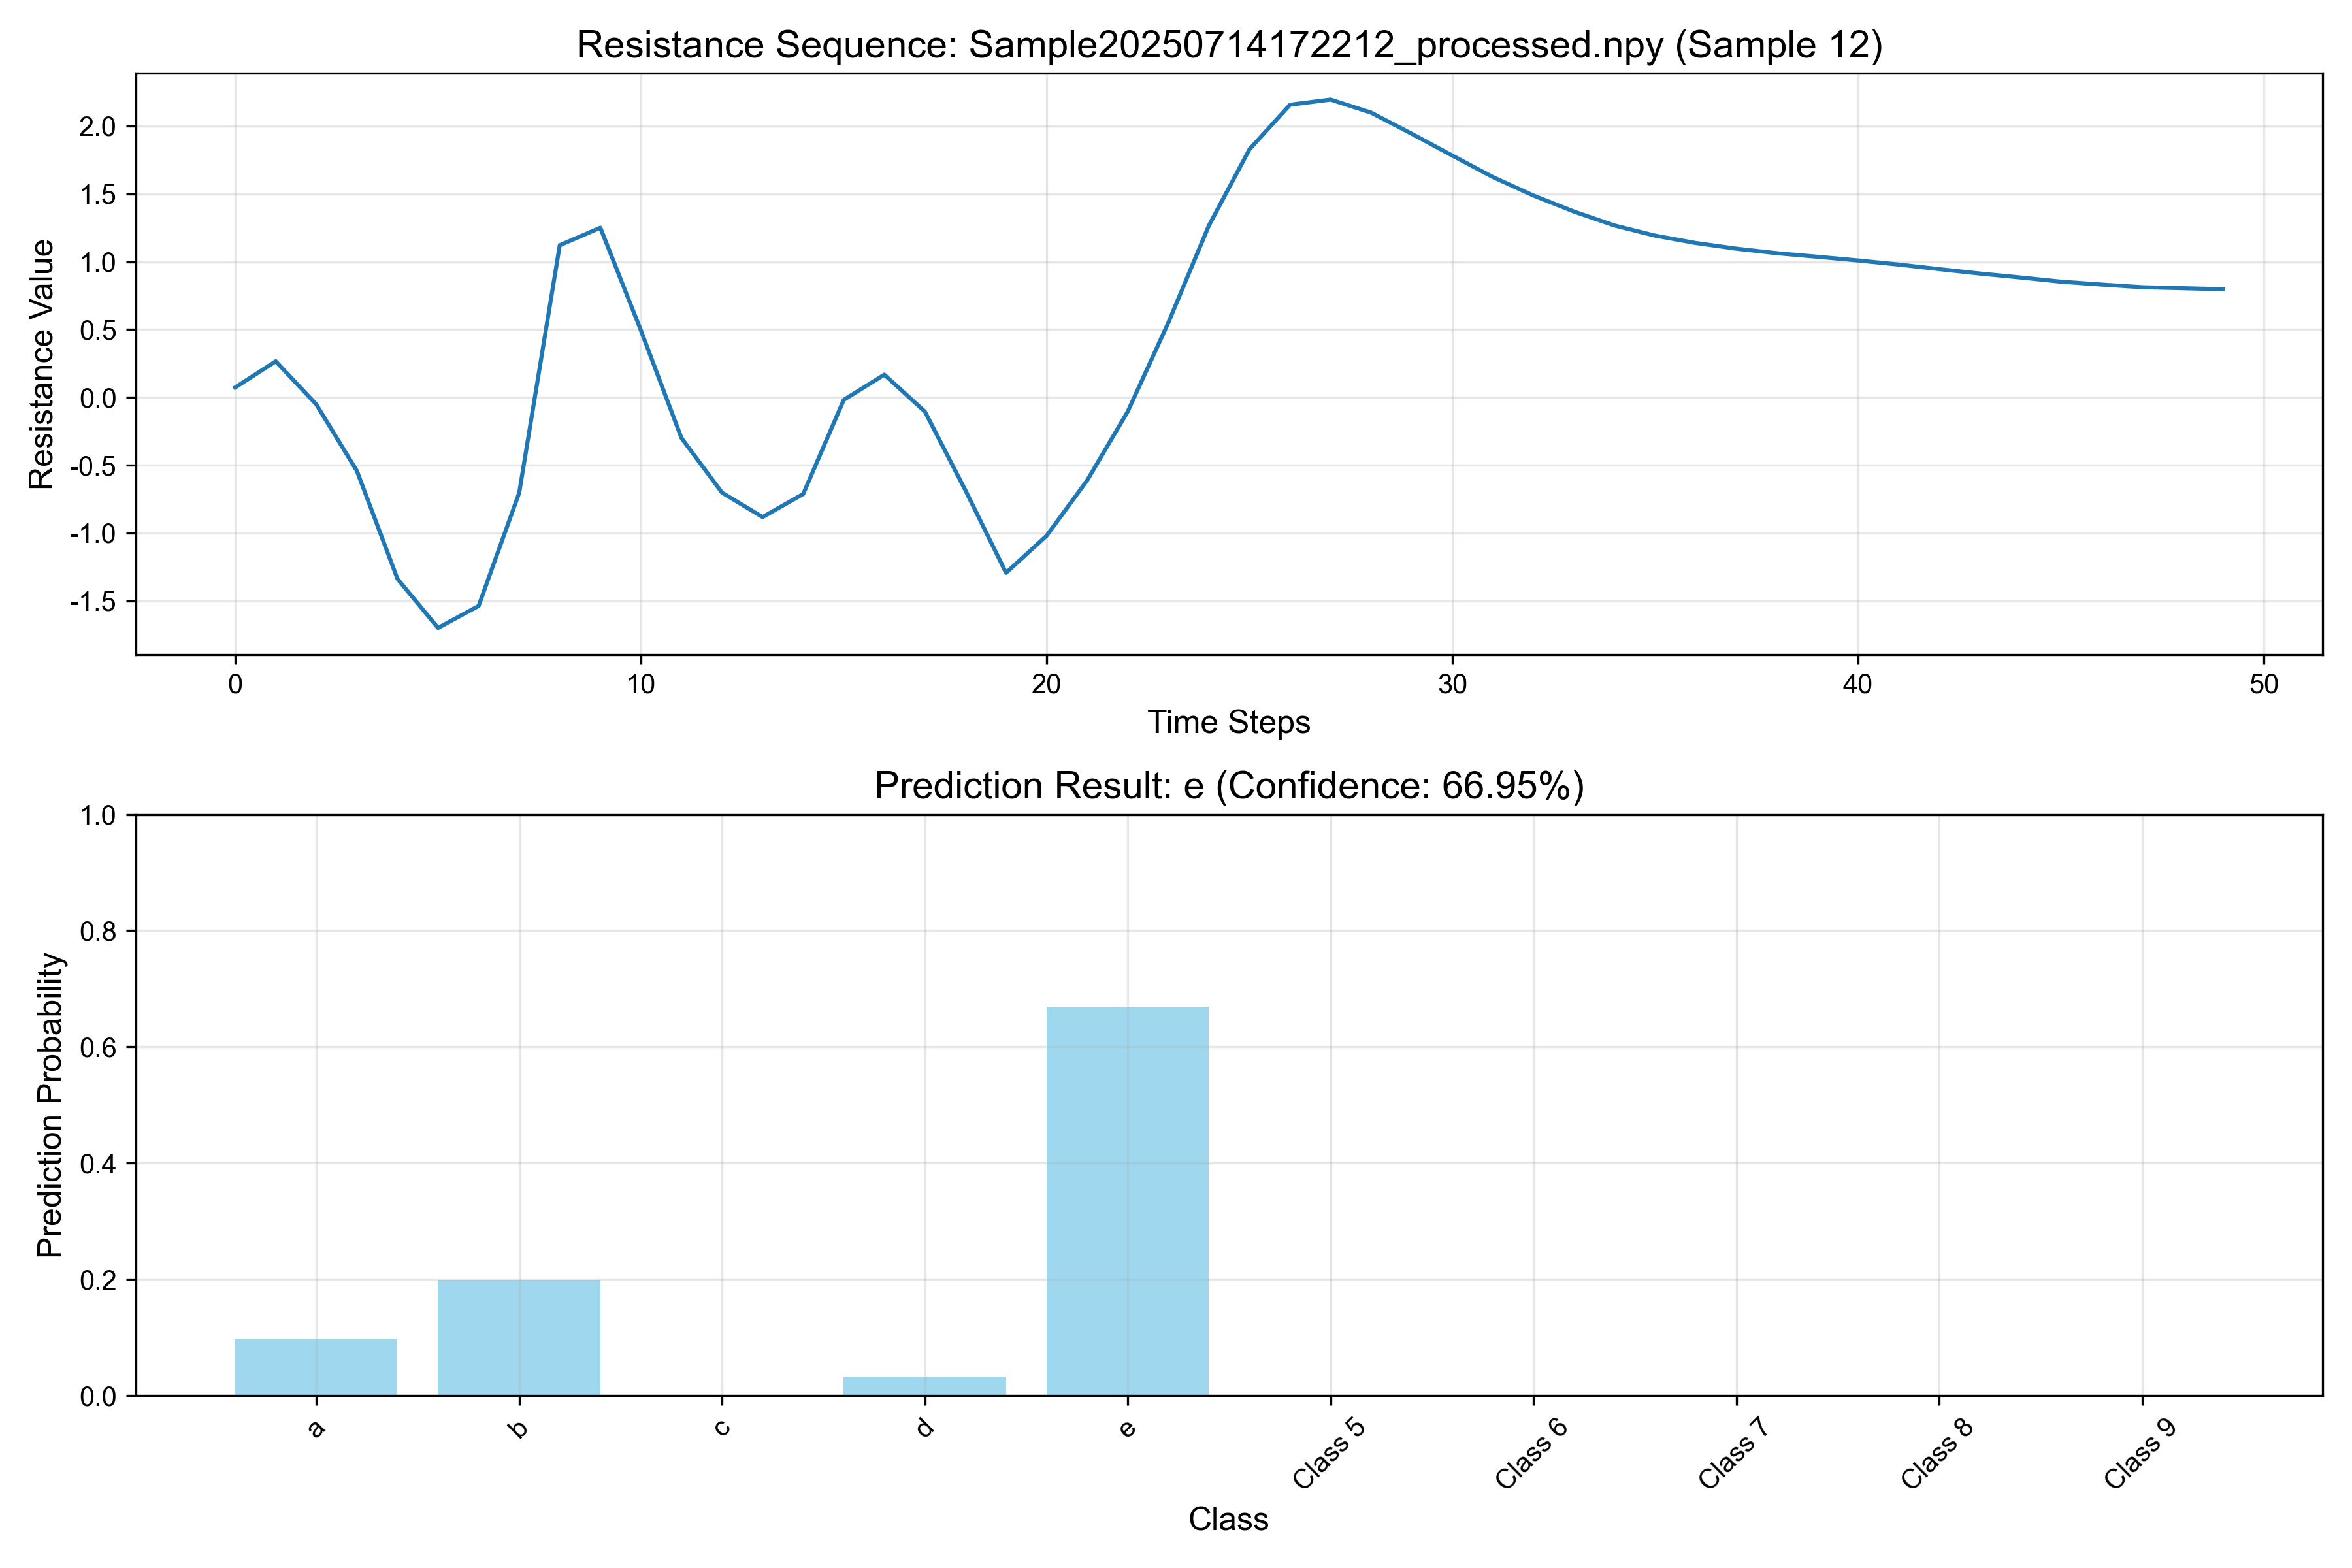 Resistance Sequence: Sample20250714172212_processed.npy (Sample 12)
Resistance Value
2.0
1.5
1.0
0.5
0.0
-0.5
-1.0
-1.5
0 10 20 30 40 50
Time Steps
Prediction Result: e (Confidence: 66.95%)
Prediction Probability
1.0
0.8
0.6
0.4
0.2
0.0
a b c d e Class 5 Class 6 Class 7 Class 8 Class 9
Class